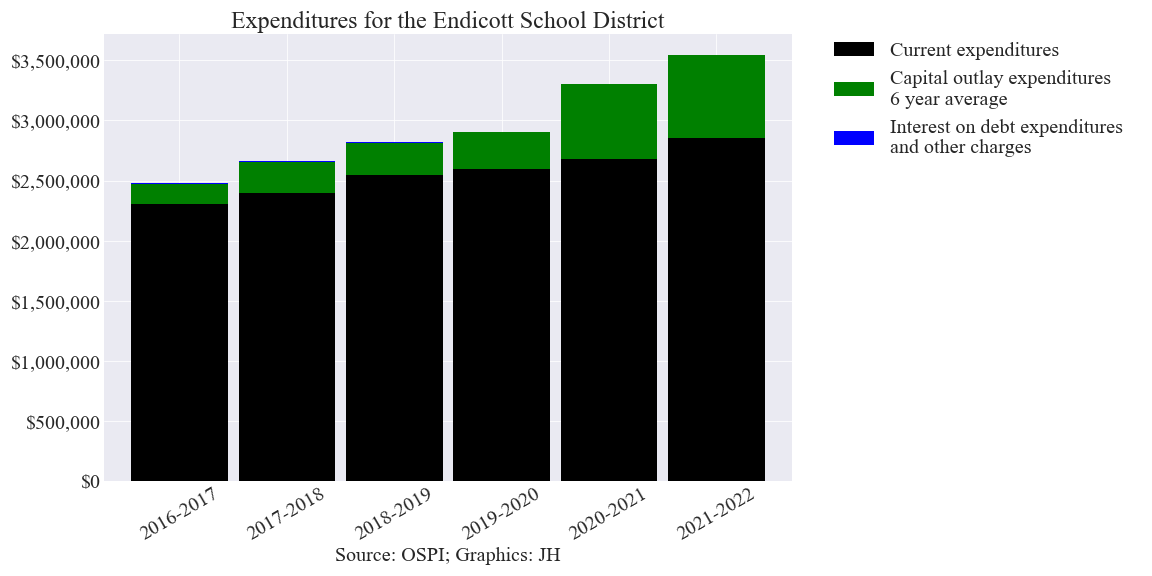 Expenditures for the Endicott School District
$3,500,000
$3,000,000
$2,500,000
$2,000,000
$1,500,000
$1,000,000
$500,000
$0
2016-2017
2017-2018
2018-2019
2019-2020
2020-2021
2021-2022
Source: OSPI; Graphics: JH
Current expenditures
Capital outlay expenditures
6 year average
Interest on debt expenditures
and other charges